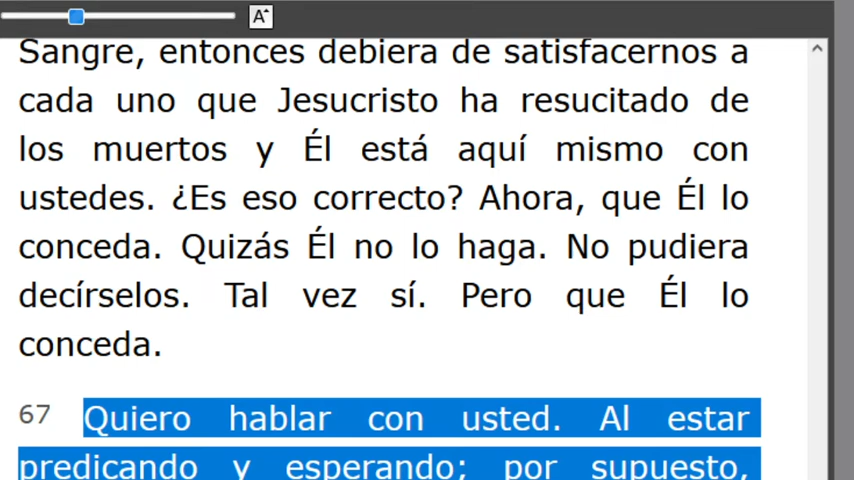 A
Sangre, entonces debiera de satisfacernos a
cada uno que Jesucristo ha resucitado de
los muertos y Él está aquí mismo con
ustedes. ¿Es eso correcto? Ahora, que Él lo
conceda. Quizás Él no lo haga. No pudiera
decírselos. Tal vez sí. Pero que Él lo
conceda.
67 Quiero hablar con usted. Al estar
predicando y esperando; por supuesto,